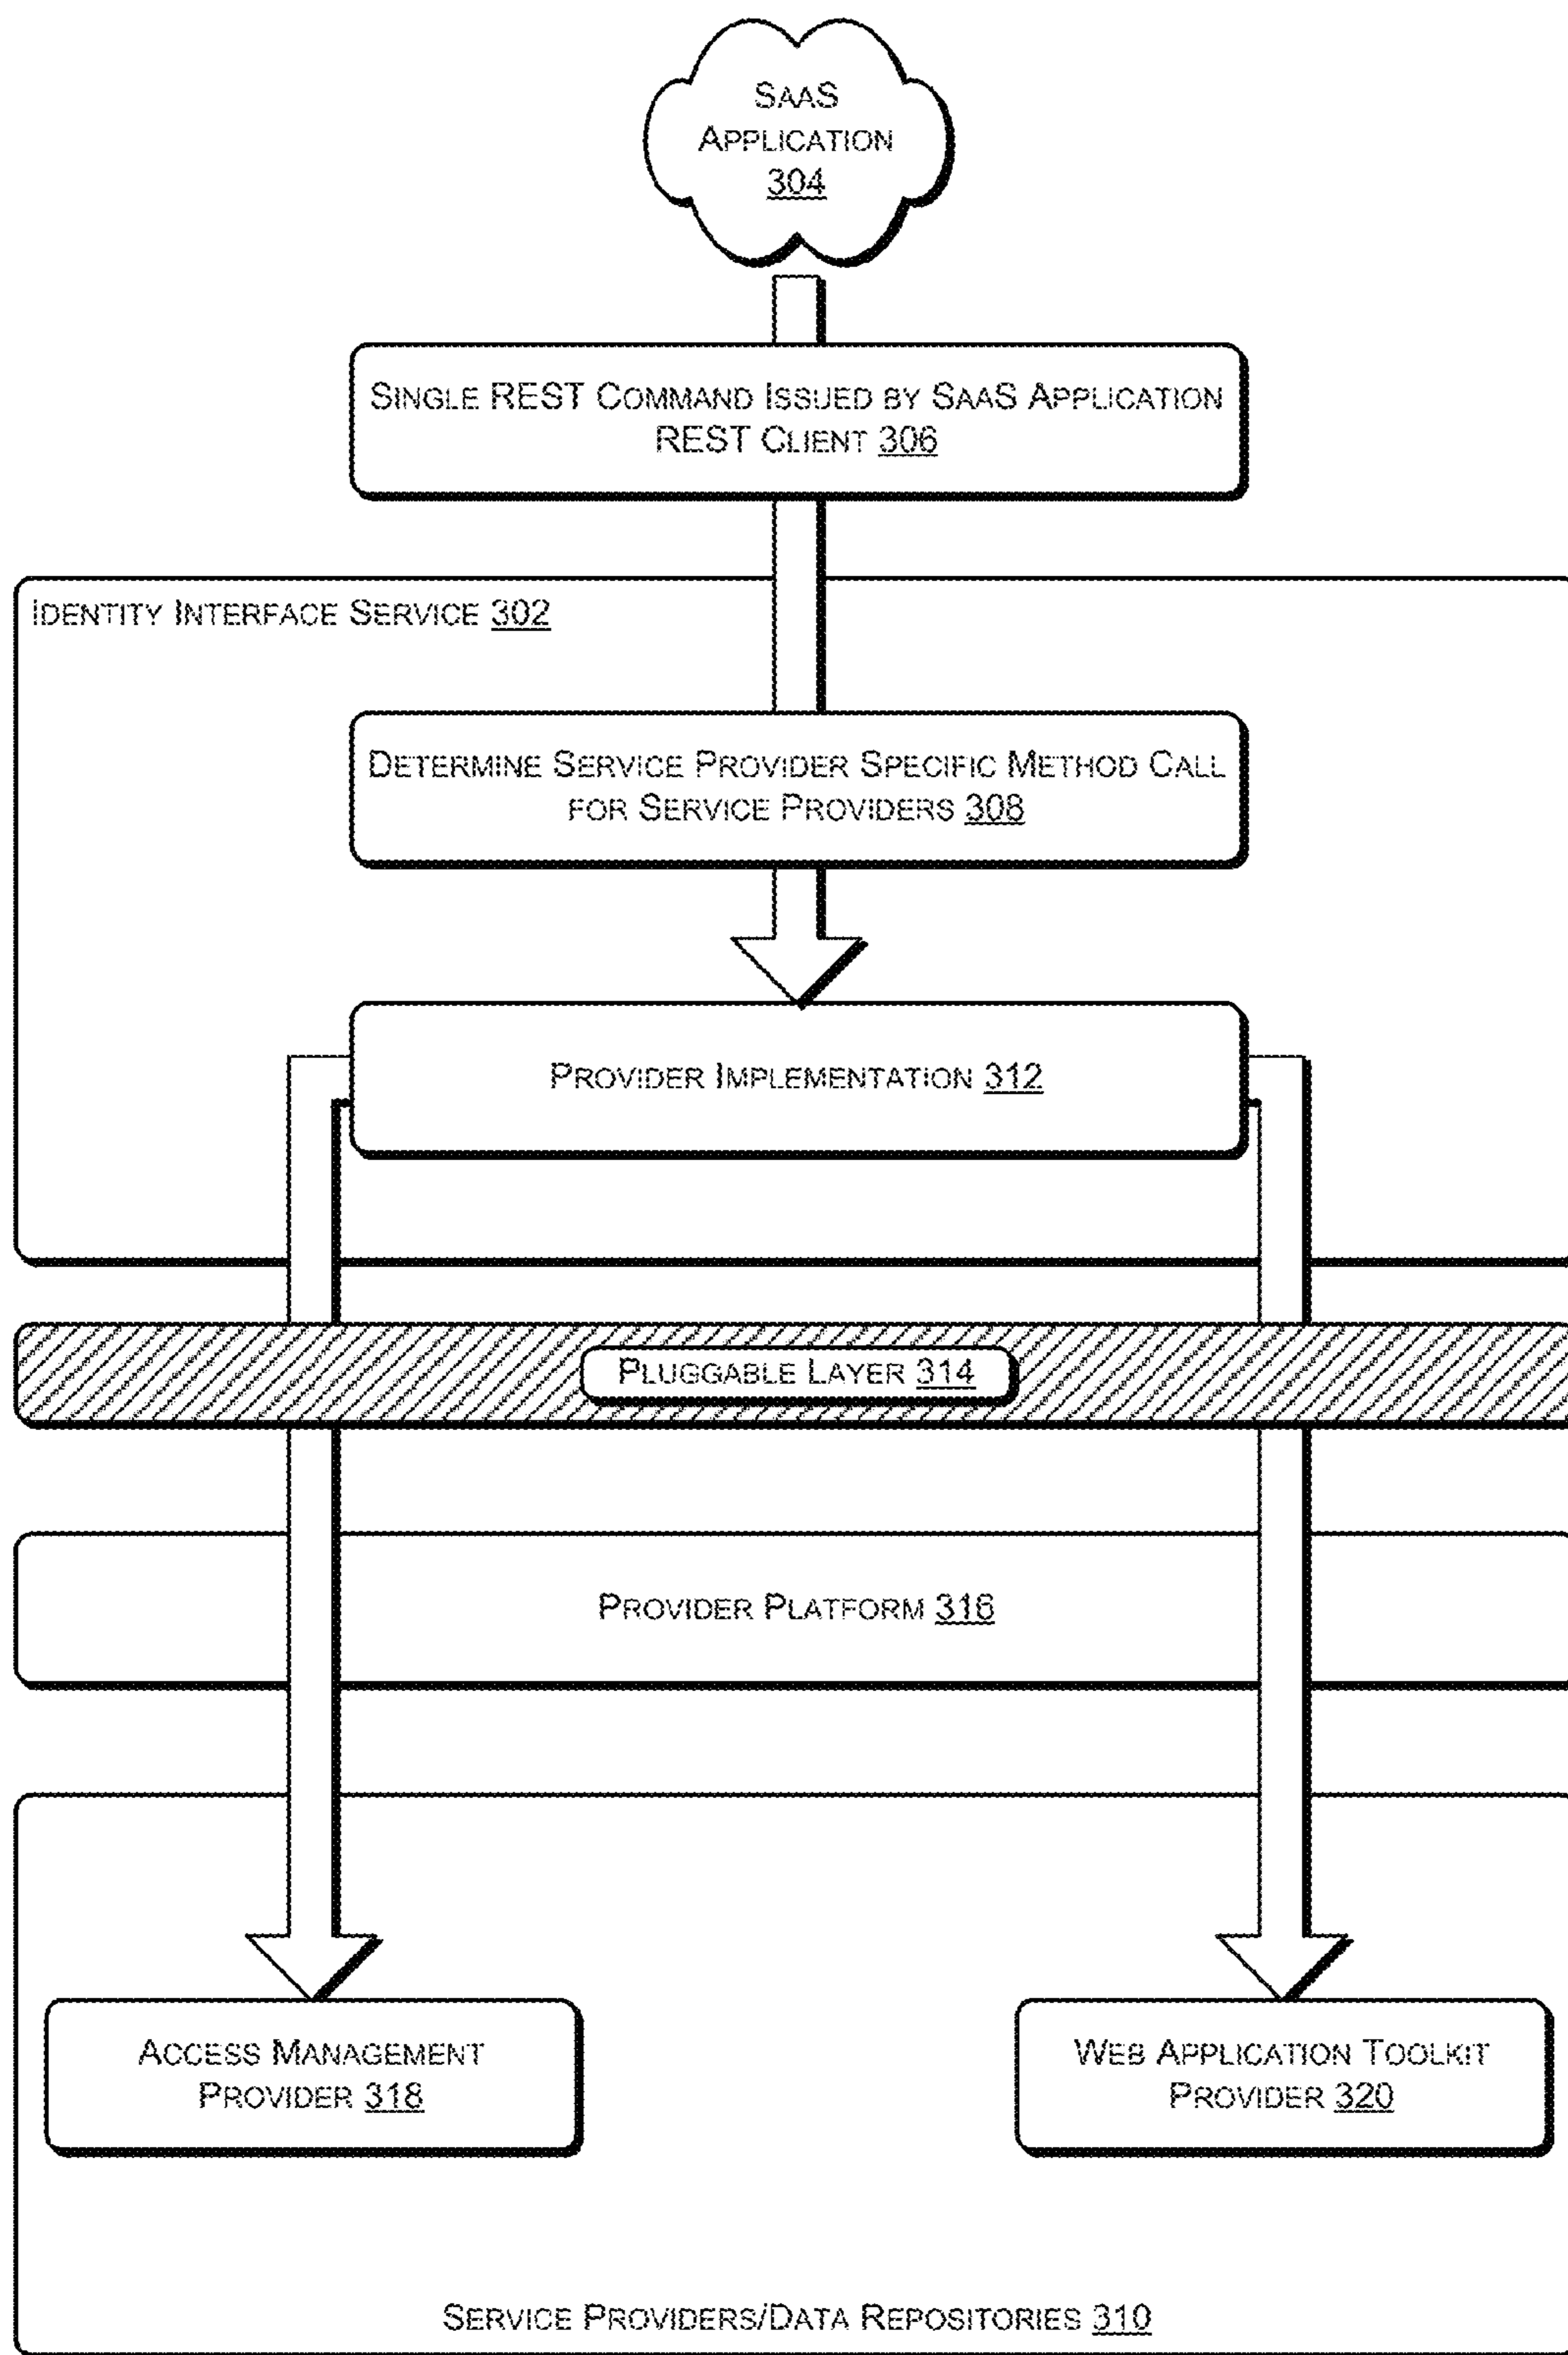 SAAS
APPLICATION
304
SINGLE REST COMMAND ISSUED BY SAAS APPLICATION
REST CLIENT 306
IDENTITY INTERFACE SERVICE 302
DETERMINE SERVICE PROVIDER SPECIFIC METHOD CALL
FOR SERVICE PROVIDERS 308
PROVIDER IMPLEMENTATION 312
PLUGGABLE LAYER 314
PROVIDER PLATFORM 316
ACCESS MANAGEMENT
PROVIDER 318
WEB APPLICATION TOOLKIT
PROVIDER 320
SERVICE PROVIDERS/DATA REPOSITORIES 310